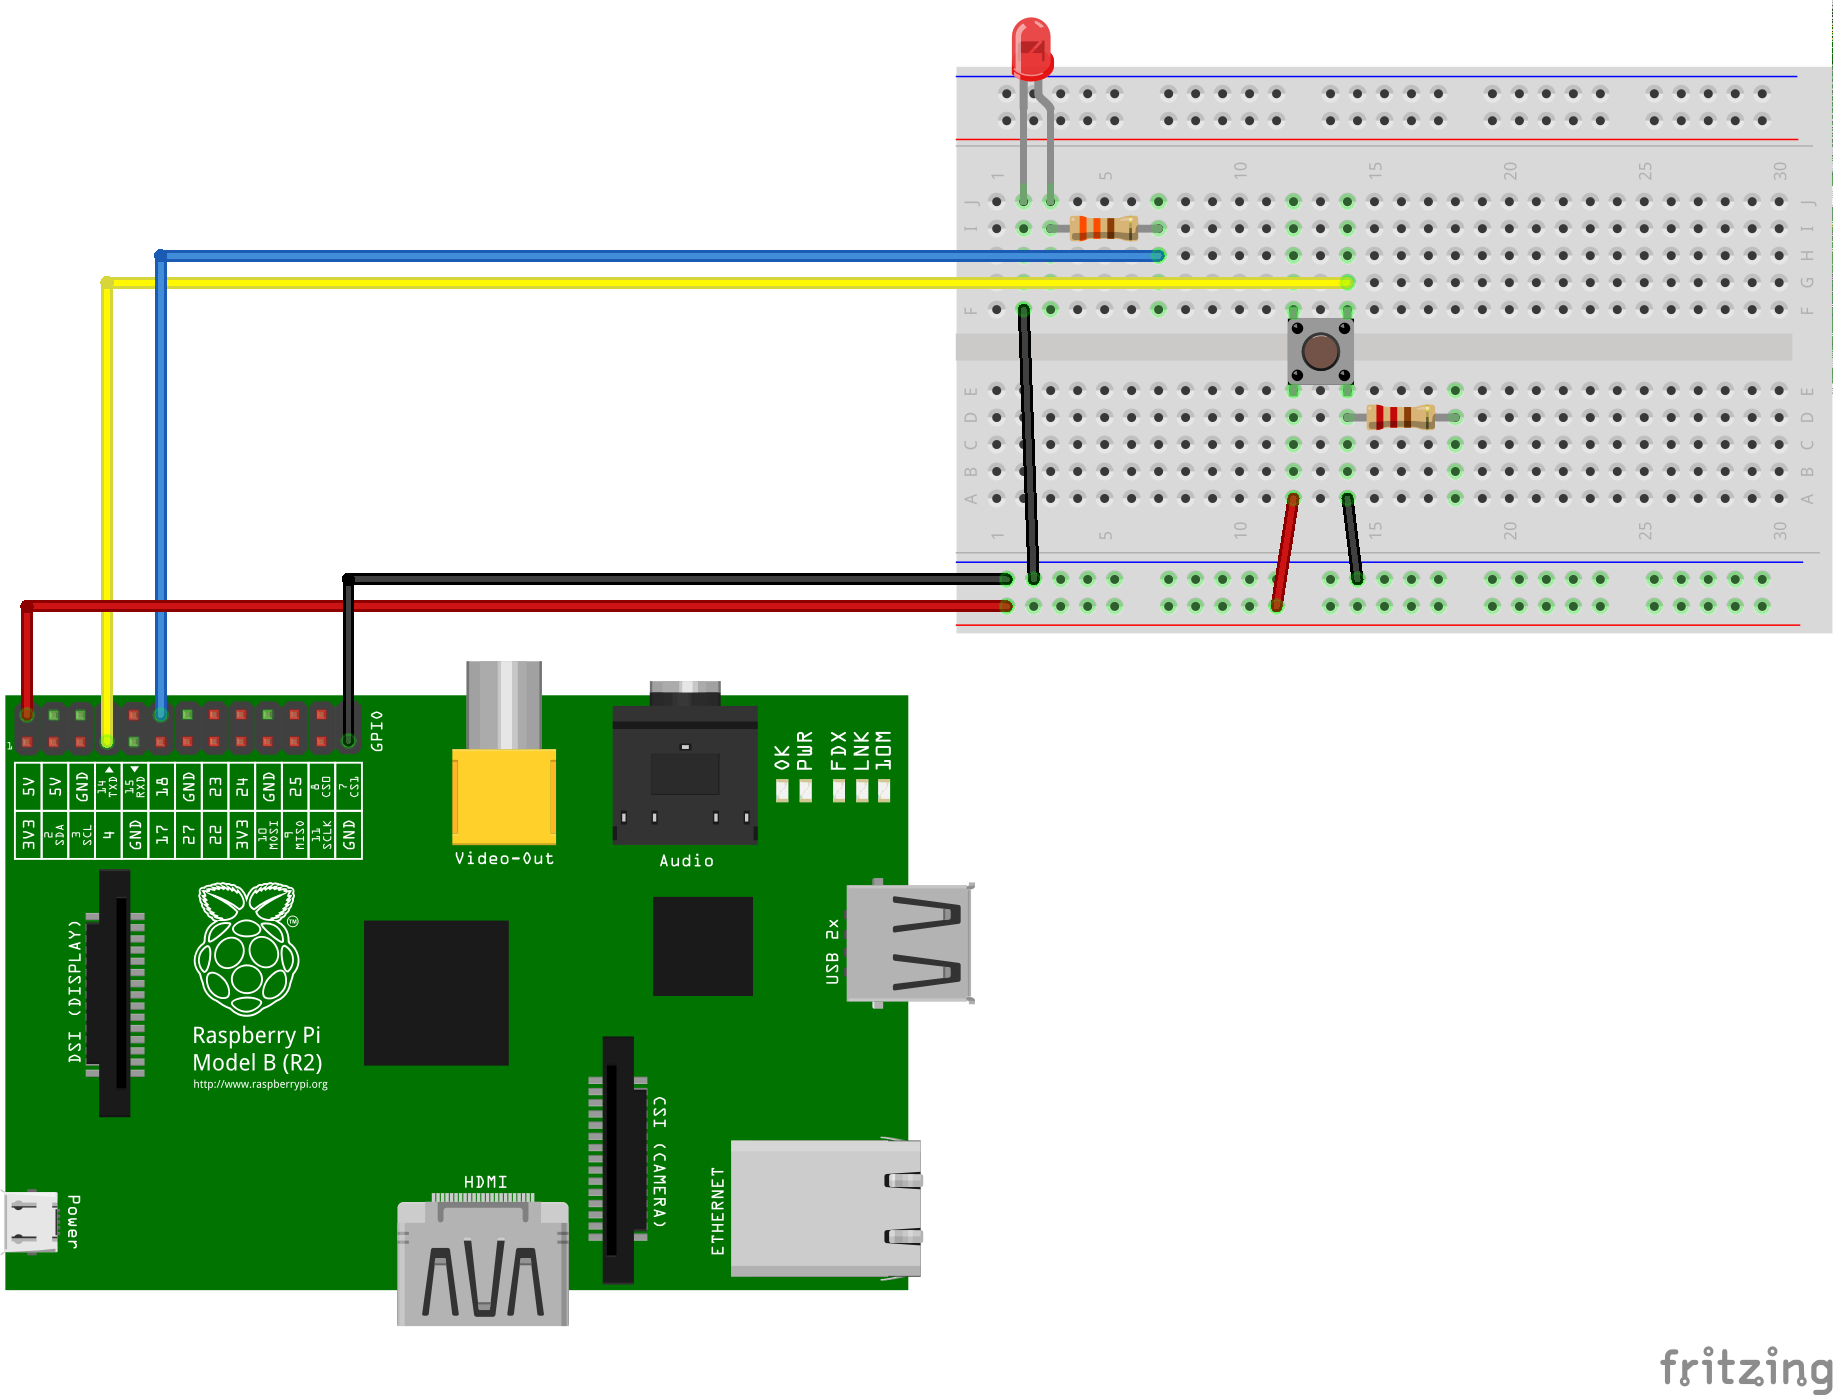 1 5 10 15 20 25 30
J J
I I
H H
G G
F F
E E
D D
C C
B B
A A
1 5 10 15 20 25 30
1
GPIO
5V 5V GND 14 TXD 15 RXD 18 GND 23 24 GND 25 8 CS0 7 CS1
3V3 2 SDA 3 SCL 4 GND 17 27 22 3V3 10 MOSI 9 MISO 11 SCLK GND
OK PWR FDX LNK 10M
Video-Out
Audio
DSI (DISPLAY)
TM
Raspberry Pi
Model B (R2)
http://www.raspberrypi.org
USB 2x
CSI (CAMERA)
ETHERNET
HDMI
Power
fritzing